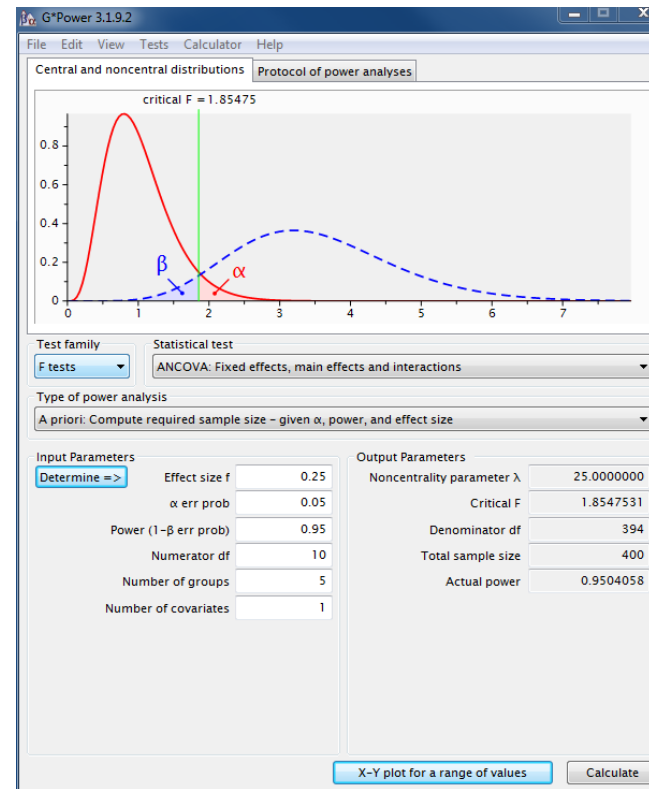 G*Power 3.1.9.2
File Edit View Tests Calculator Help
Central and noncentral distributions Protocol of power analyses
critical F = 1.85475
0.8
0.6
0.4
0.2
0
β
α
0 1 2 3 4 5 6 7
Test family Statistical test
F tests ANCOVA: Fixed effects, main effects and interactions
Type of power analysis
A priori: Compute required sample size – given α, power, and effect size
Input Parameters Output Parameters
Determine => Effect size f 0.25 Noncentrality parameter λ 25.0000000
α err prob 0.05 Critical F 1.8547531
Power (1-β err prob) 0.95 Denominator df 394
Numerator df 10 Total sample size 400
Number of groups 5 Actual power 0.9504058
Number of covariates 1
X-Y plot for a range of values Calculate